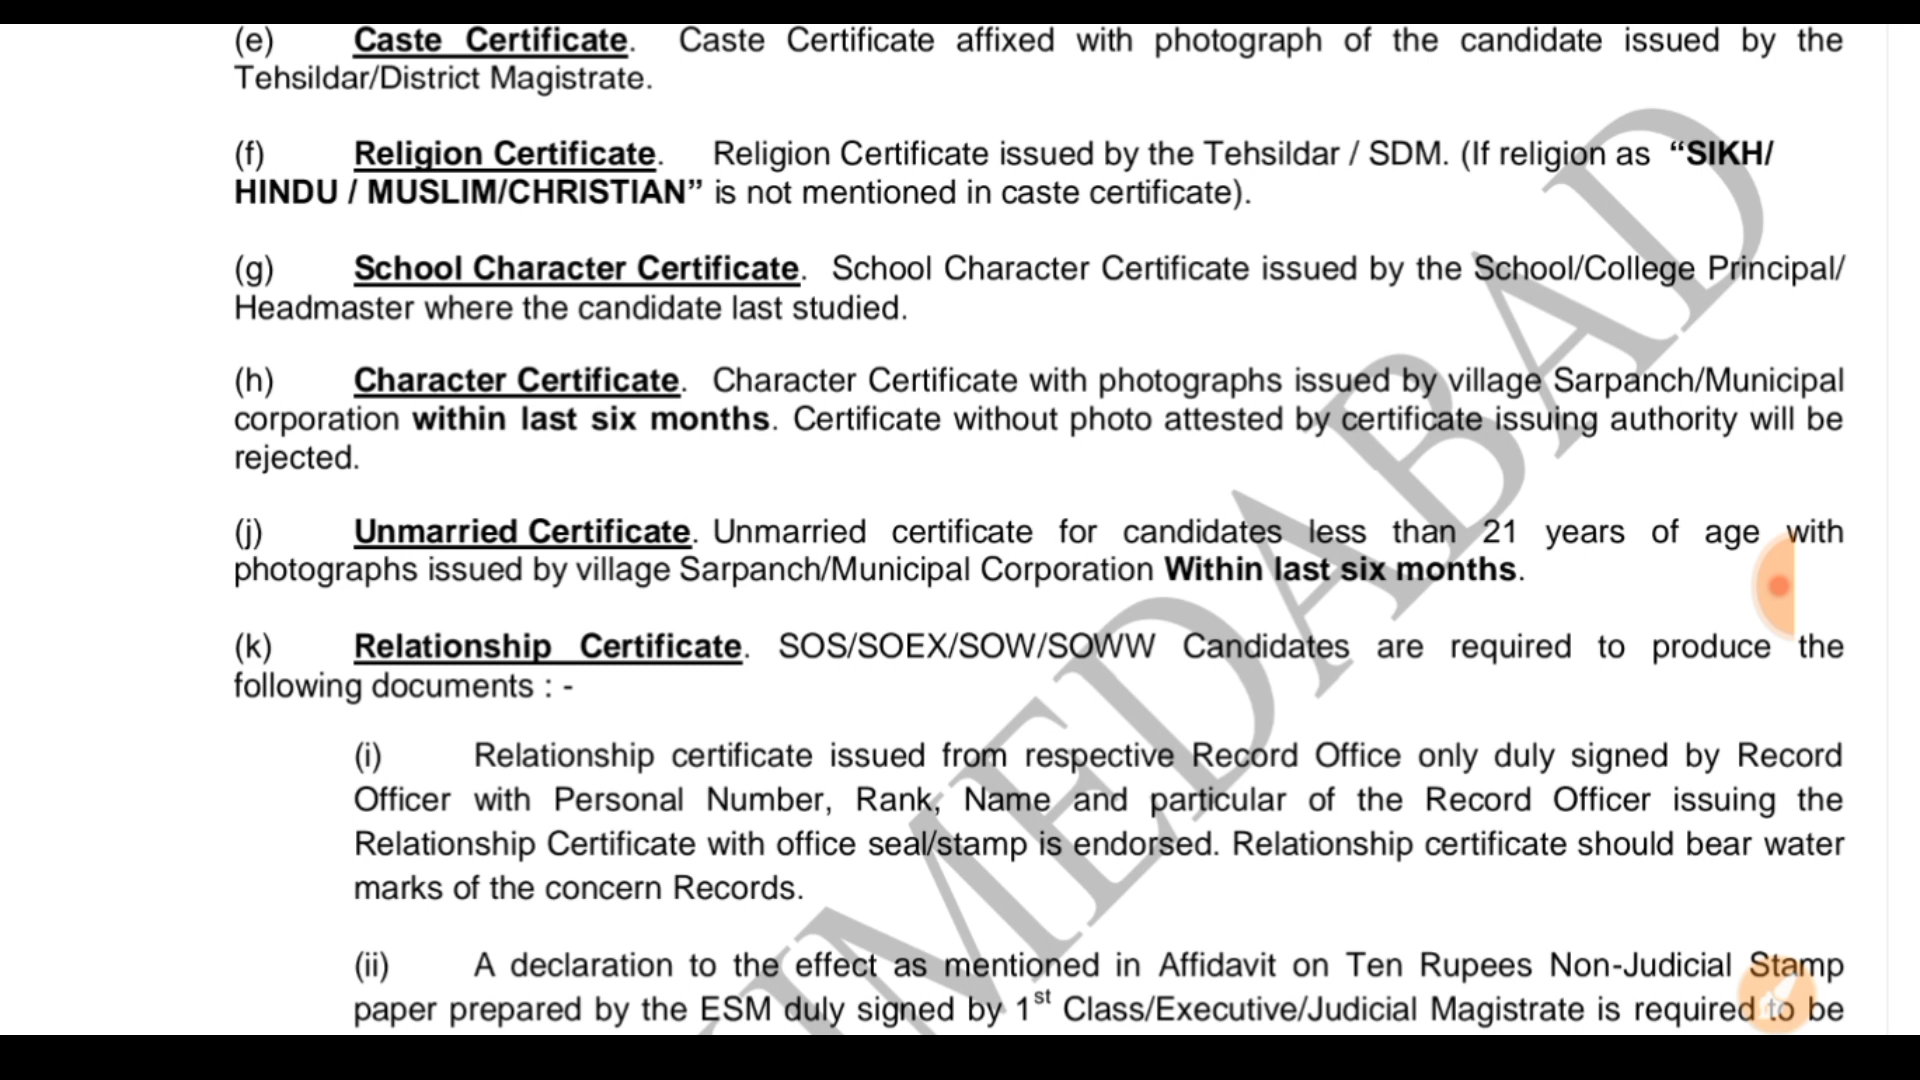 (e) Caste Certificate. Caste Certificate affixed with photograph of the candidate issued by the
Tehsildar/District Magistrate.
(f) Religion Certificate. Religion Certificate issued by the Tehsildar / SDM. (If religion as “SIKH/
HINDU / MUSLIM/CHRISTIAN” is not mentioned in caste certificate).
(g) School Character Certificate. School Character Certificate issued by the School/College Principal/
Headmaster where the candidate last studied.
(h) Character Certificate. Character Certificate with photographs issued by village Sarpanch/Municipal
corporation within last six months. Certificate without photo attested by certificate issuing authority will be
rejected.
(j) Unmarried Certificate. Unmarried certificate for candidates less than 21 years of age with
photographs issued by village Sarpanch/Municipal Corporation Within last six months.
(k) Relationship Certificate. SOS/SOEX/SOW/SOWW Candidates are required to produce the
following documents : -
(i) Relationship certificate issued from respective Record Office only duly signed by Record
Officer with Personal Number, Rank, Name and particular of the Record Officer issuing the
Relationship Certificate with office seal/stamp is endorsed. Relationship certificate should bear water
marks of the concern Records.
(ii) A declaration to the effect as mentioned in Affidavit on Ten Rupees Non-Judicial Stamp
paper prepared by the ESM duly signed by 1st Class/Executive/Judicial Magistrate is required to be
MEDABAD